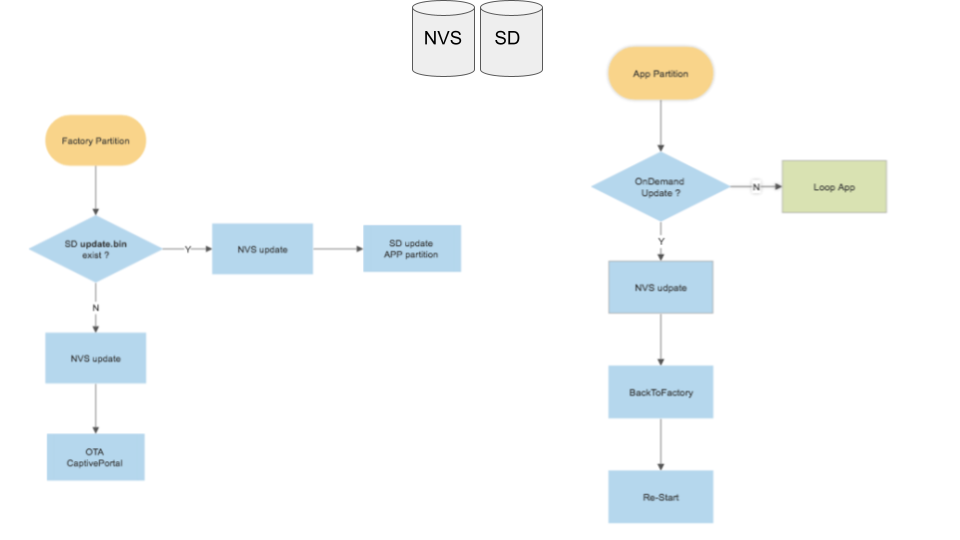 NVS
SD
App Partition
Factory Partition
OnDemand
Update ?
N
Loop App
SD update.bin
exist ?
Y
NVS update
SD update
APP partition
Y
NVS udpate
N
NVS update
BackToFactory
OTA
CaptivePortal
Re-Start